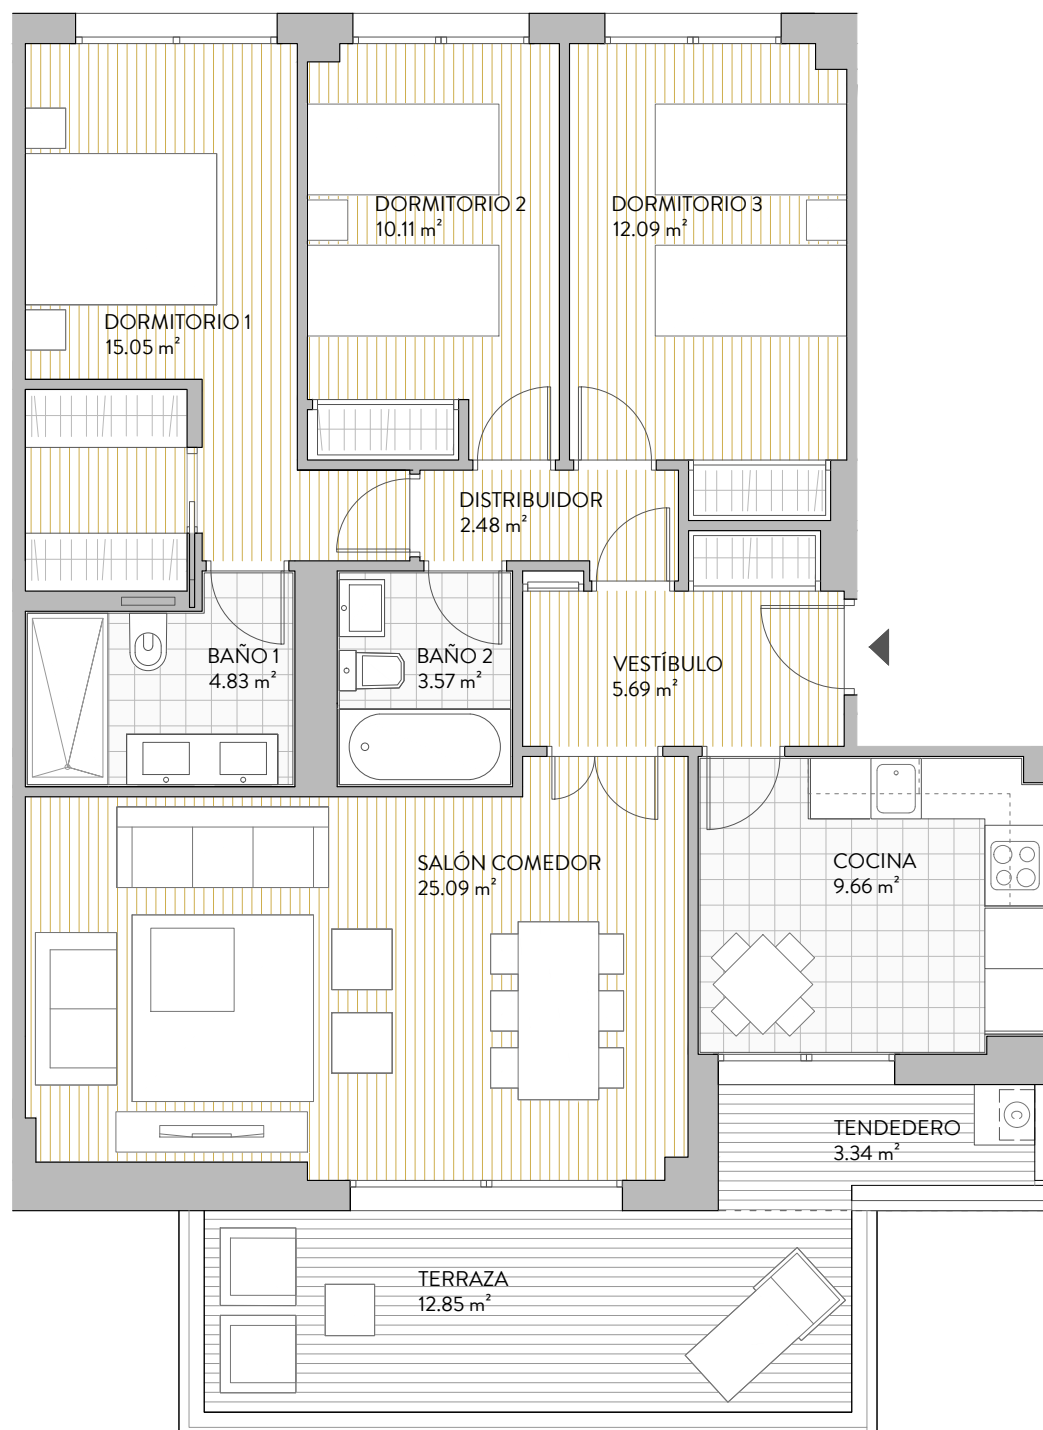 DORMITORIO 2
10.11 m²
DORMITORIO 3
12.09 m²
DORMITORIO 1
15.05 m²
DISTRIBUIDOR
2.48 m²
BAÑO 1
4.83 m²
BAÑO 2
3.57 m²
VESTÍBULO
5.69 m²
SALÓN COMEDOR
25.09 m²
COCINA
9.66 m²
C
TENDEDERO
3.34 m²
TERRAZA
12.85 m²